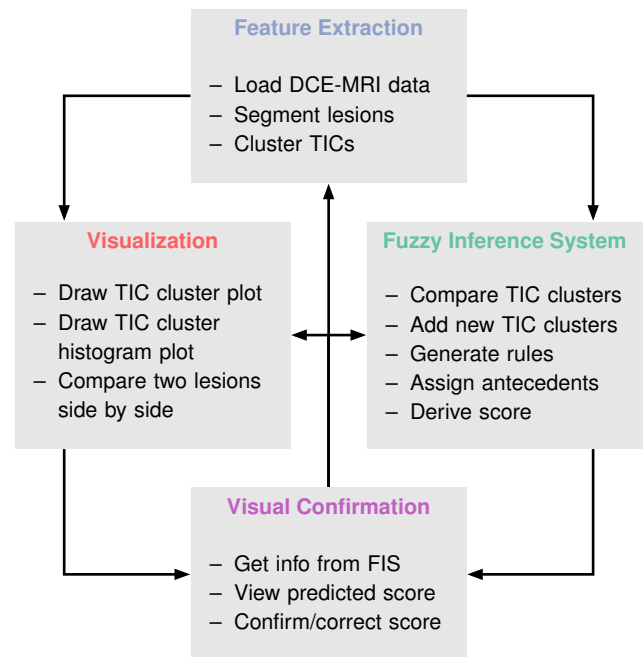 Feature Extraction
– Load DCE-MRI data
– Segment lesions
– Cluster TICs
Visualization
– Draw TIC cluster plot
– Draw TIC cluster
histogram plot
– Compare two lesions
side by side
Fuzzy Inference System
– Compare TIC clusters
– Add new TIC clusters
– Generate rules
– Assign antecedents
– Derive score
Visual Confirmation
– Get info from FIS
– View predicted score
– Confirm/correct score